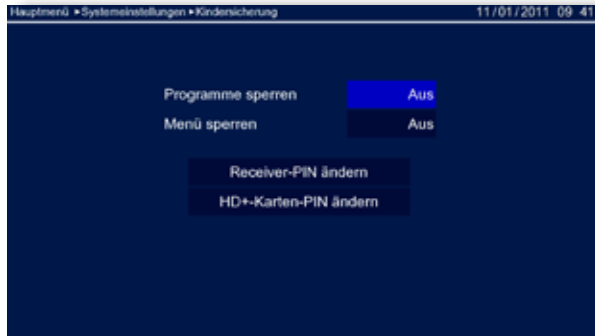 Hauptmenü ▸Systemeinstellungen ▸Kindersicherung 11/01/2011 09 41
Programme sperren Aus
Menü sperren Aus
Receiver-PIN ändern
HD+-Karten-PIN ändern